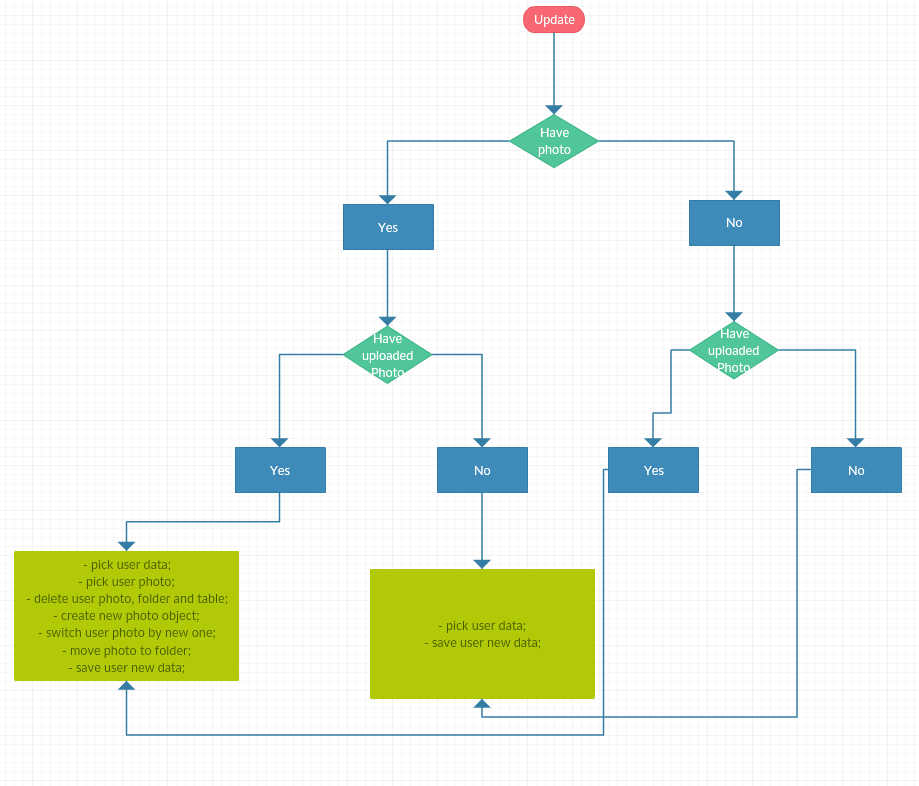 Update
Have
photo
Yes
No
Have
uploaded
Photo
Have
uploaded
Photo
Yes
No
Yes
No
- pick user data;
- pick user photo;
- delete user photo, folder and table;
- create new photo object;
- switch user photo by new one;
- move photo to folder;
- save user new data;
- pick user data;
- save user new data;